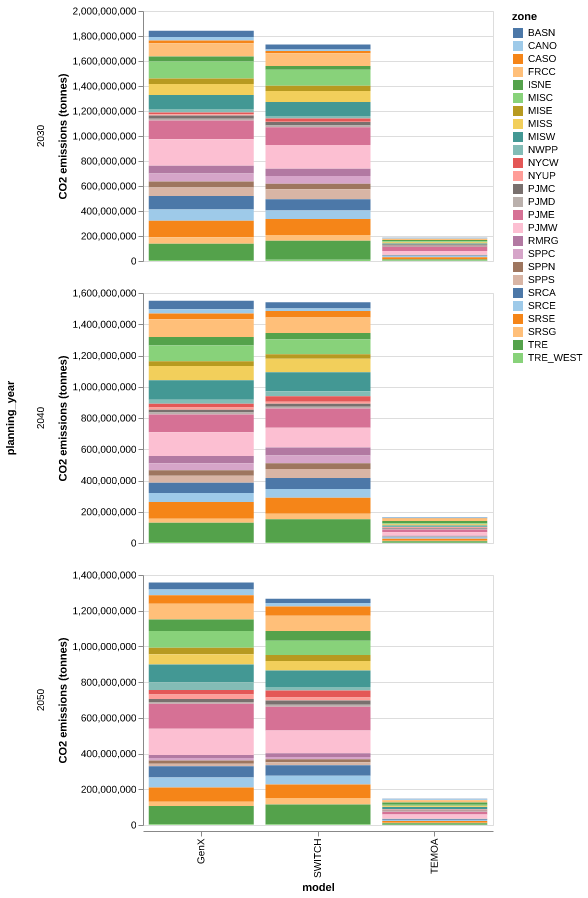 planning_year
2030
CO2 emissions (tonnes)
2,000,000,000
1,800,000,000
1,600,000,000
1,400,000,000
1,200,000,000
1,000,000,000
800,000,000
600,000,000
400,000,000
200,000,000
0
2040
CO2 emissions (tonnes)
1,600,000,000
1,400,000,000
1,200,000,000
1,000,000,000
800,000,000
600,000,000
400,000,000
200,000,000
0
2050
CO2 emissions (tonnes)
1,400,000,000
1,200,000,000
1,000,000,000
800,000,000
600,000,000
400,000,000
200,000,000
0
GenX
SWITCH
TEMOA
model
zone
BASN
CANO
CASO
FRCC
ISNE
MISC
MISE
MISS
MISW
NWPP
NYCW
NYUP
PJMC
PJMD
PJME
PJMW
RMRG
SPPC
SPPN
SPPS
SRCA
SRCE
SRSE
SRSG
TRE
TRE_WEST